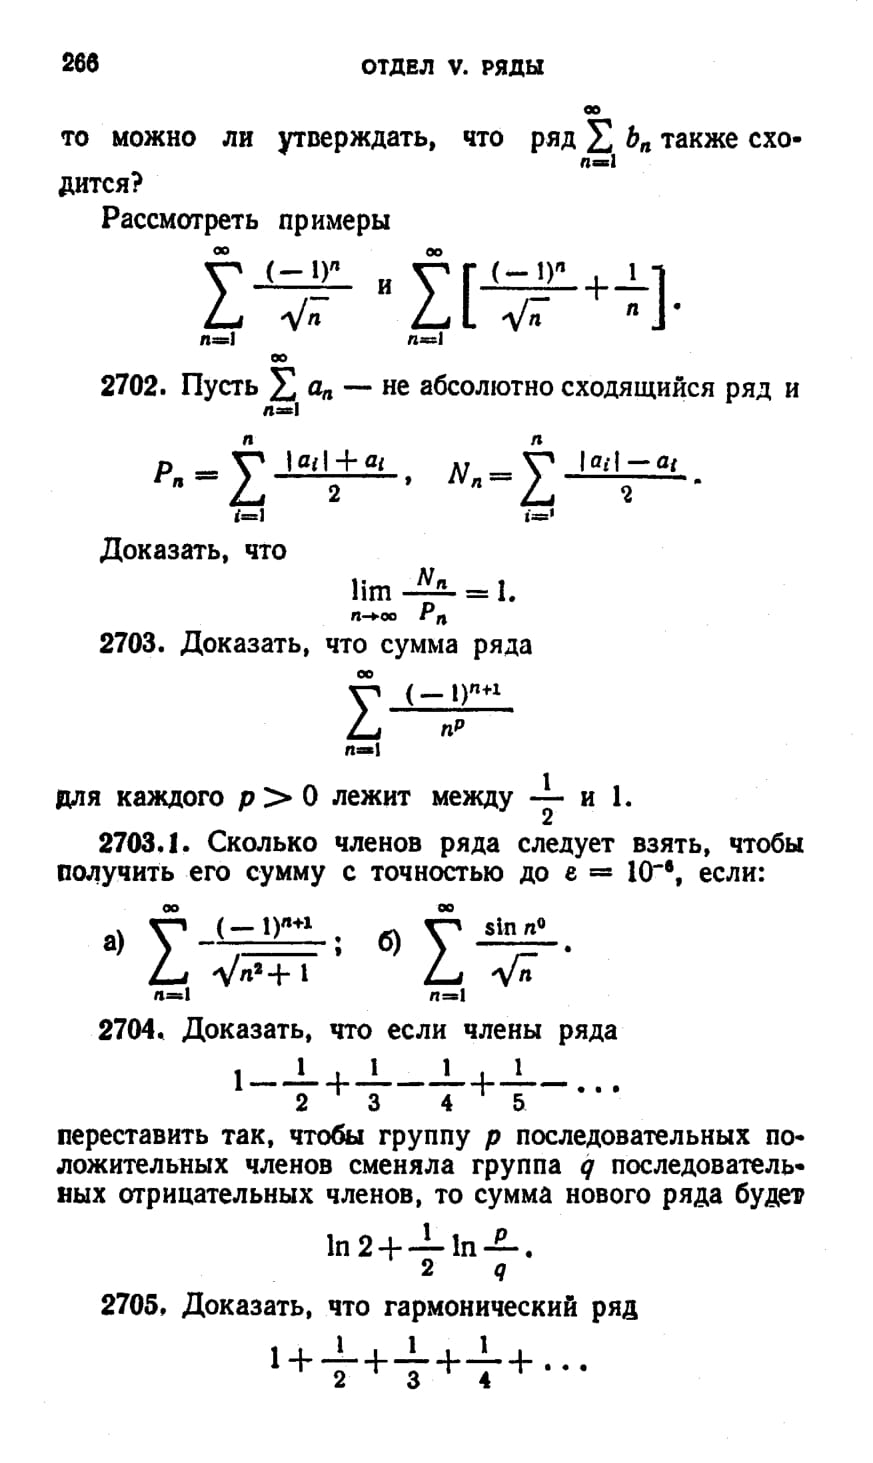 266 ОТДЕЛ V. РЯДЫ
то можно ли утверждать, что ряд $\sum_{n=1}^{\infty} b_n$ также схо-
дится?
Рассмотреть примеры
$\sum_{n=1}^{\infty} \frac{(-1)^n}{\sqrt{n}}$ и $\sum_{n=1}^{\infty} \left[ \frac{(-1)^n}{\sqrt{n}} + \frac{1}{n} \right]$.
2702. Пусть $\sum_{n=1}^{\infty} a_n$ — не абсолютно сходящийся ряд и
$P_n = \sum_{i=1}^{n} \frac{|a_i| + a_i}{2}$, $N_n = \sum_{i=1}^{n} \frac{|a_i| - a_i}{2}$.
Доказать, что
$\lim_{n \to \infty} \frac{N_n}{P_n} = 1.$
2703. Доказать, что сумма ряда
$\sum_{n=1}^{\infty} \frac{(-1)^{n+1}}{n^p}$
для каждого $p > 0$ лежит между $\frac{1}{2}$ и 1.
2703.1. Сколько членов ряда следует взять, чтобы
получить его сумму с точностью до $\varepsilon = 10^{-6}$, если:
а) $\sum_{n=1}^{\infty} \frac{(-1)^{n+1}}{\sqrt{n^2+1}}$; б) $\sum_{n=1}^{\infty} \frac{\sin n^0}{\sqrt{n}}$.
2704. Доказать, что если члены ряда
$1 - \frac{1}{2} + \frac{1}{3} - \frac{1}{4} + \frac{1}{5} - \ldots$
переставить так, чтобы группу $p$ последовательных по-
ложительных членов сменяла группа $q$ последователь-
ных отрицательных членов, то сумма нового ряда будет
$\ln 2 + \frac{1}{2} \ln \frac{p}{q}$.
2705. Доказать, что гармонический ряд
$1 + \frac{1}{2} + \frac{1}{3} + \frac{1}{4} + \ldots$